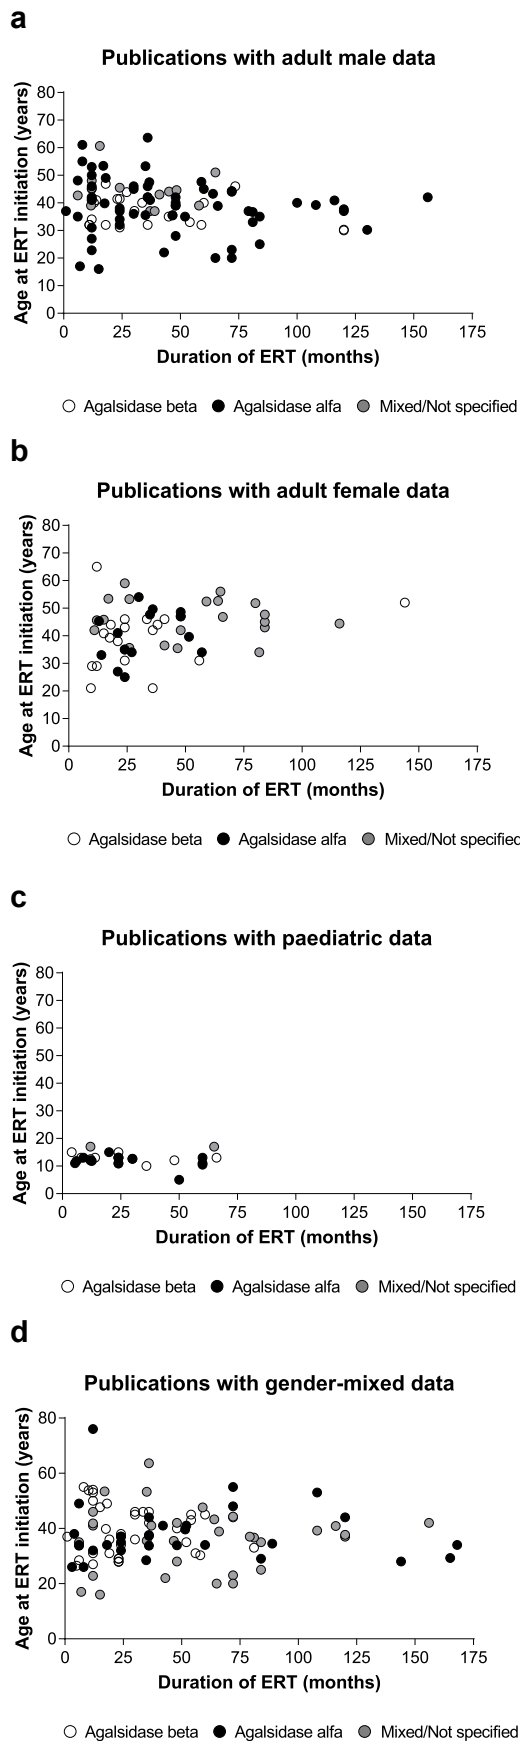 a
Publications with adult male data
Age at ERT initiation (years)
80
70
60
50
40
30
20
10
0
0 25 50 75 100 125 150 175
Duration of ERT (months)
Agalsidase beta Agalsidase alfa Mixed/Not specified
b
Publications with adult female data
Age at ERT initiation (years)
80
70
60
50
40
30
20
10
0
0 25 50 75 100 125 150 175
Duration of ERT (months)
Agalsidase beta Agalsidase alfa Mixed/Not specified
c
Publications with paediatric data
Age at ERT initiation (years)
80
70
60
50
40
30
20
10
0
0 25 50 75 100 125 150 175
Duration of ERT (months)
Agalsidase beta Agalsidase alfa Mixed/Not specified
d
Publications with gender-mixed data
Age at ERT initiation (years)
80
60
40
20
0
0 25 50 75 100 125 150 175
Duration of ERT (months)
Agalsidase beta Agalsidase alfa Mixed/Not specified